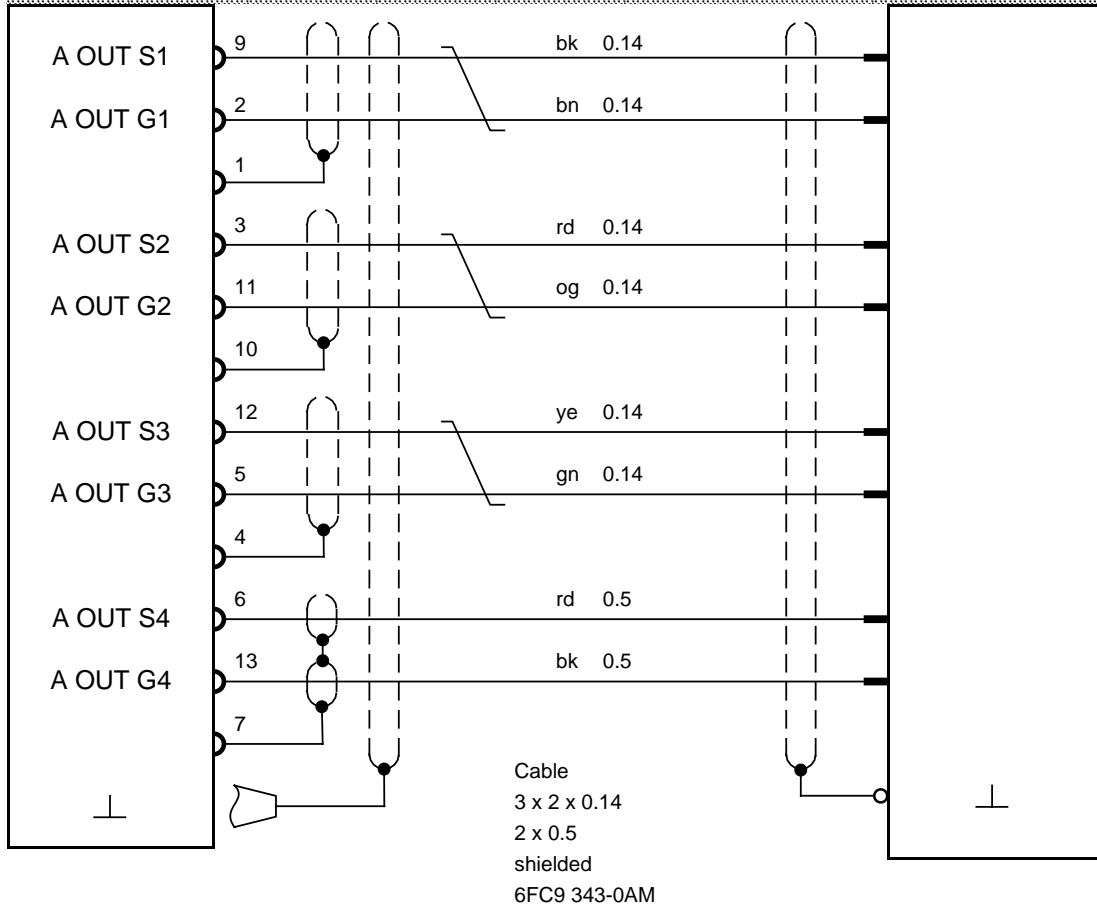 9 bk 0.14
A OUT S1
2 bn 0.14
A OUT G1
1
3 rd 0.14
A OUT S2
11 og 0.14
A OUT G2
10
12 ye 0.14
A OUT S3
5 gn 0.14
A OUT G3
4
6 rd 0.5
A OUT S4
13 bk 0.5
A OUT G4
7
Cable
3 x 2 x 0.14
2 x 0.5
shielded
6FC9 343-0AM